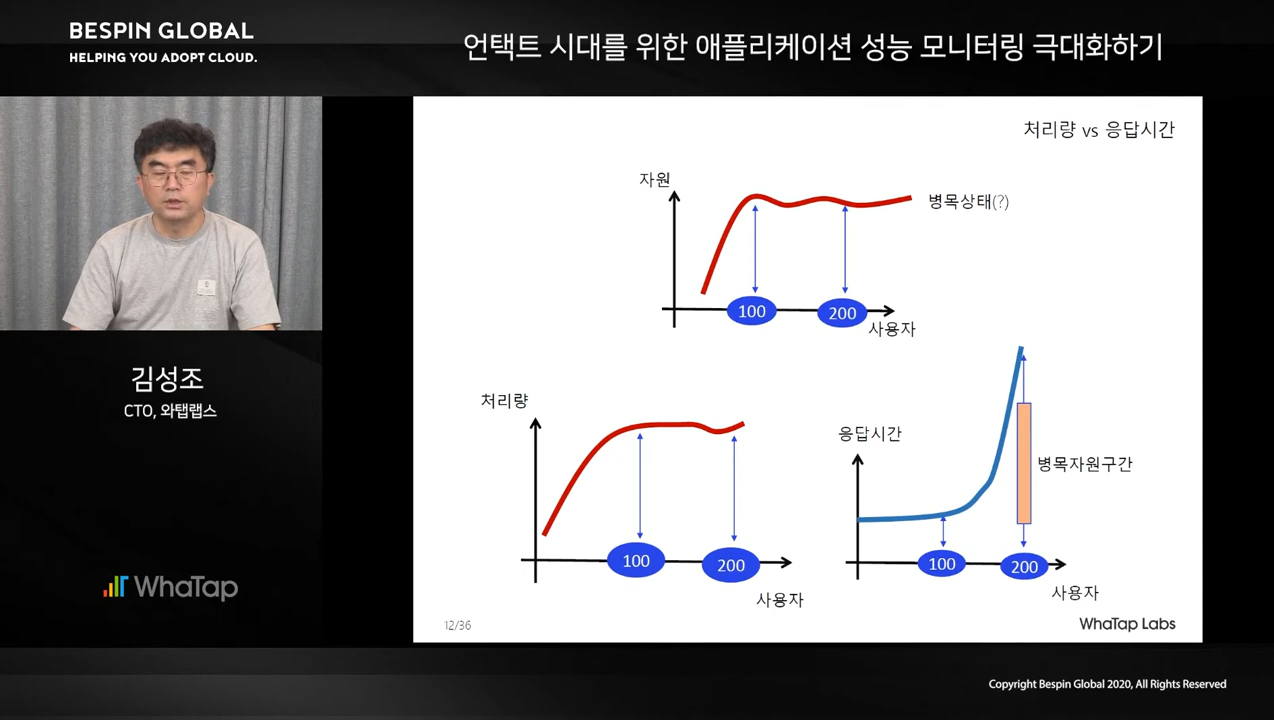 BESPIN GLOBAL
HELPING YOU ADOPT CLOUD.
언택트 시대를 위한 애플리케이션 성능 모니터링 극대화하기
김성조
CTO, 와탭랩스
WhaTap
처리량 vs 응답시간
자원
병목상태(?)
100
200
사용자
처리량
100
200
사용자
응답시간
병목자원구간
100
200
사용자
12/36
WhaTap Labs
Copyright Bespin Global 2020, All Rights Reserved